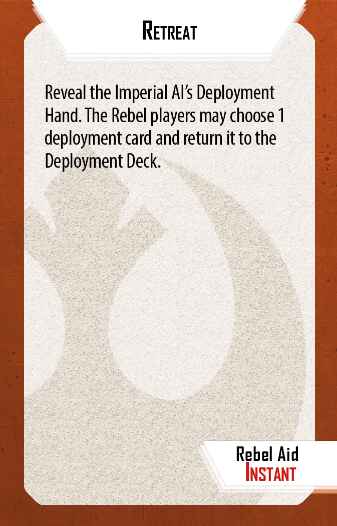 Retreat
Reveal the Imperial AI's Deployment
Hand. The Rebel players may choose 1
deployment card and return it to the
Deployment Deck.
Rebel Aid
Instant